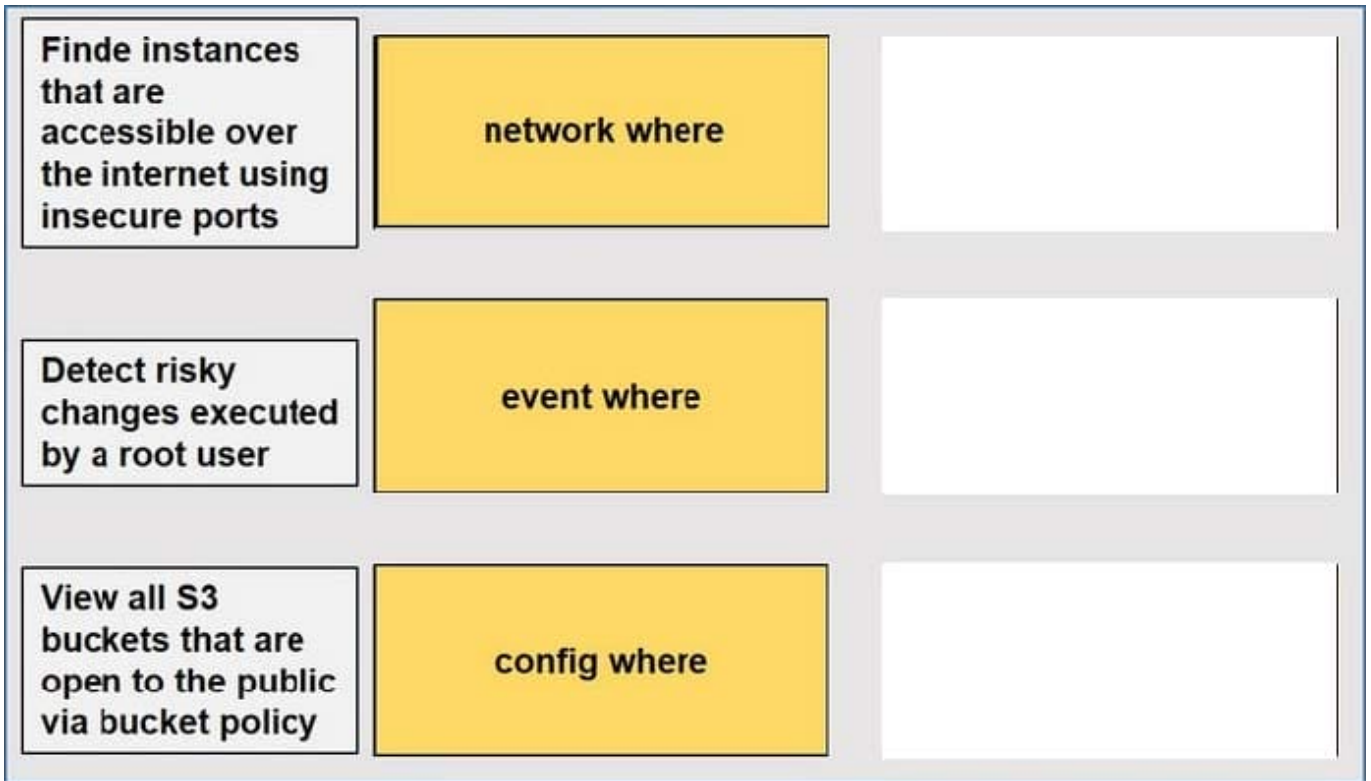 Finde instances
that are
accessible over
the internet using
insecure ports
network where
Detect risky
changes executed
by a root user
event where
View all S3
buckets that are
open to the public
via bucket policy
config where